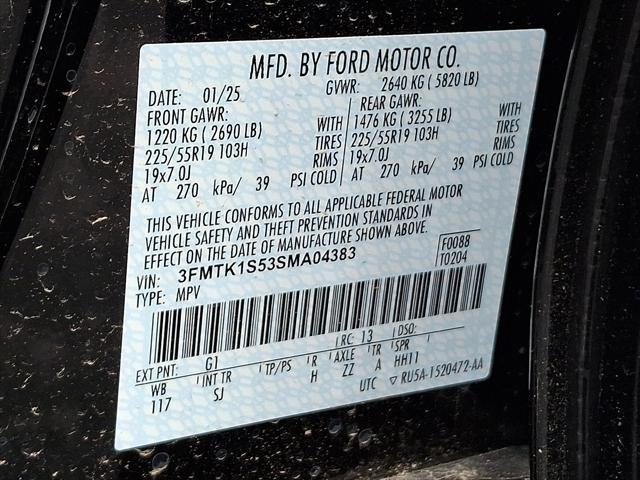 MFD. BY FORD MOTOR CO.
DATE: 01/25 GVWR: 2640 KG ( 5820 LB)
FRONT GAWR: REAR GAWR:
1220 KG ( 2690 LB) WITH 1476 KG ( 3255 LB) WITH
225/55R19 103H TIRES 225/55R19 103H TIRES
19x7.0J RIMS 19x7.0J RIMS
AT 270 kPa/ 39 PSI COLD AT 270 kPa/ 39 PSI COLD
THIS VEHICLE CONFORMS TO ALL APPLICABLE FEDERAL MOTOR
VEHICLE SAFETY AND THEFT PREVENTION STANDARDS IN
EFFECT ON THE DATE OF MANUFACTURE SHOWN ABOVE.
VIN: 3FMTK1S53SMA04383 F0088
TYPE: MPV T0204
EXT PNT: G1 RC: 13 DSO:
WB INT TR TP/PS R AXLE TR SPR
117 SJ H ZZ A HH11
UTC ▽ RU5A-1520472-AA